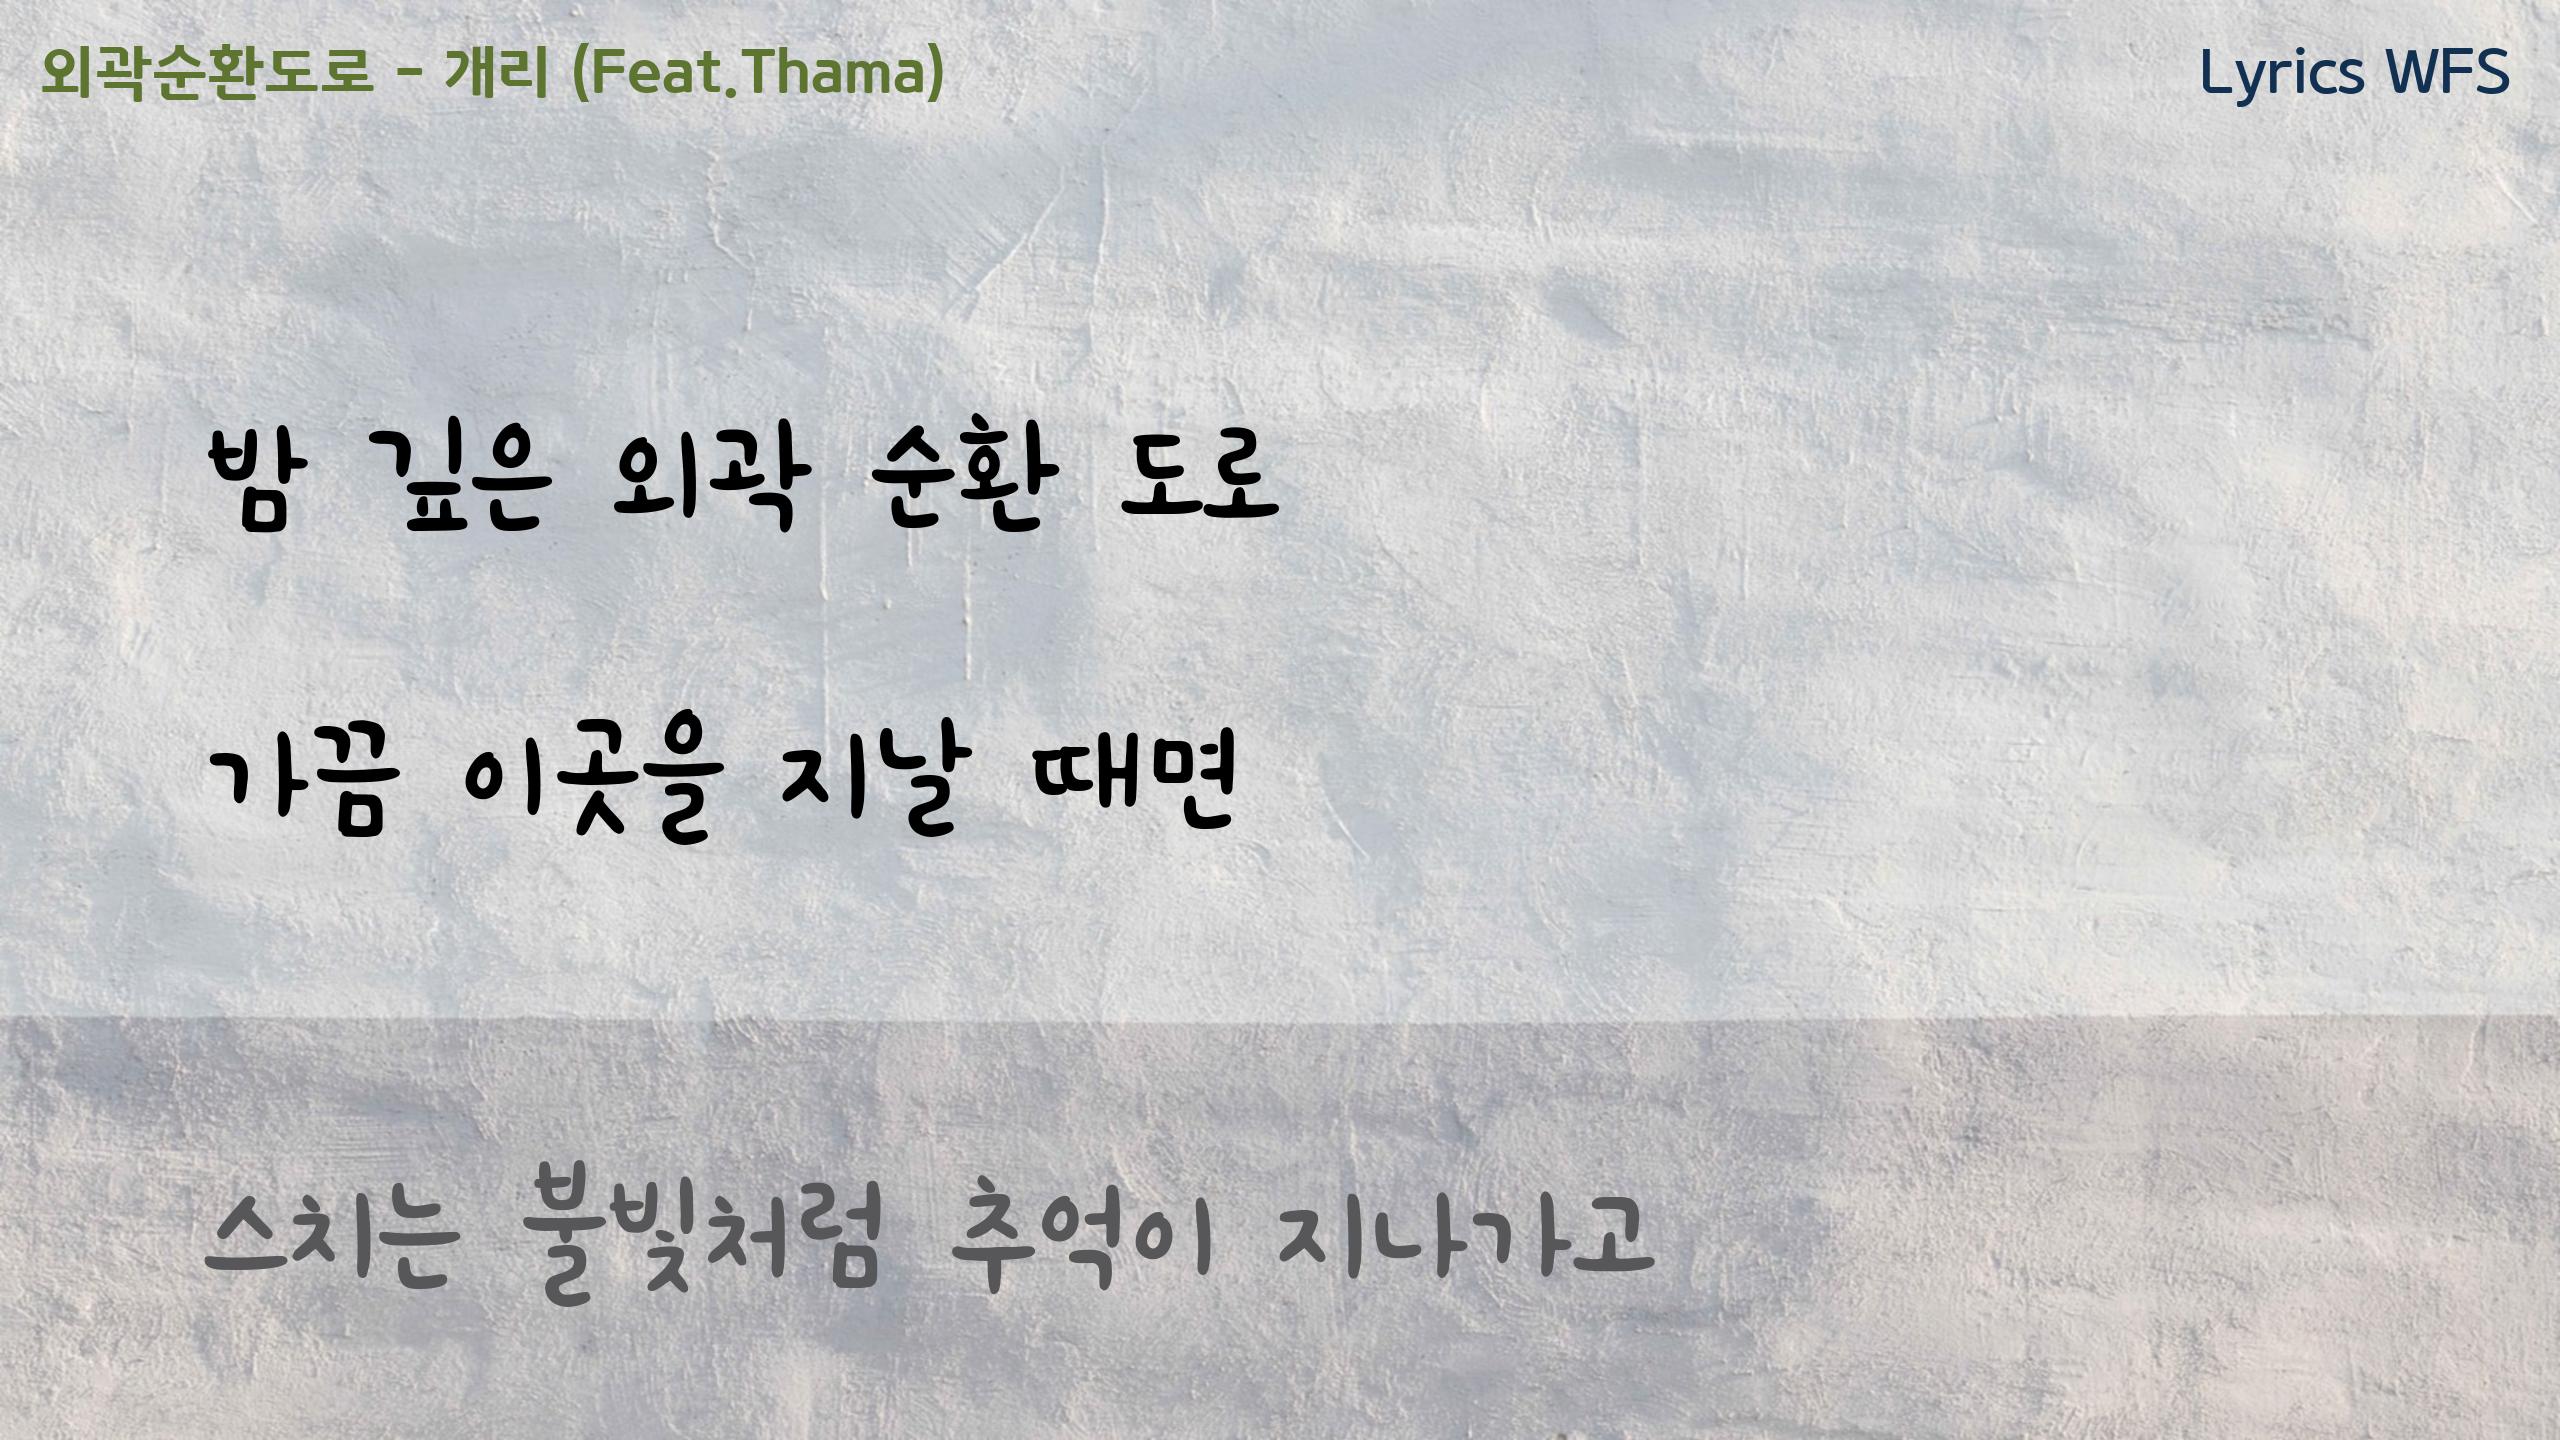 외곽순환도로 - 개리 (Feat.Thama)
Lyrics WFS
밤 깊은 외곽 순환 도로
가끔 이곳을 지날 때면
스치는 불빛처럼 추억이 지나가고